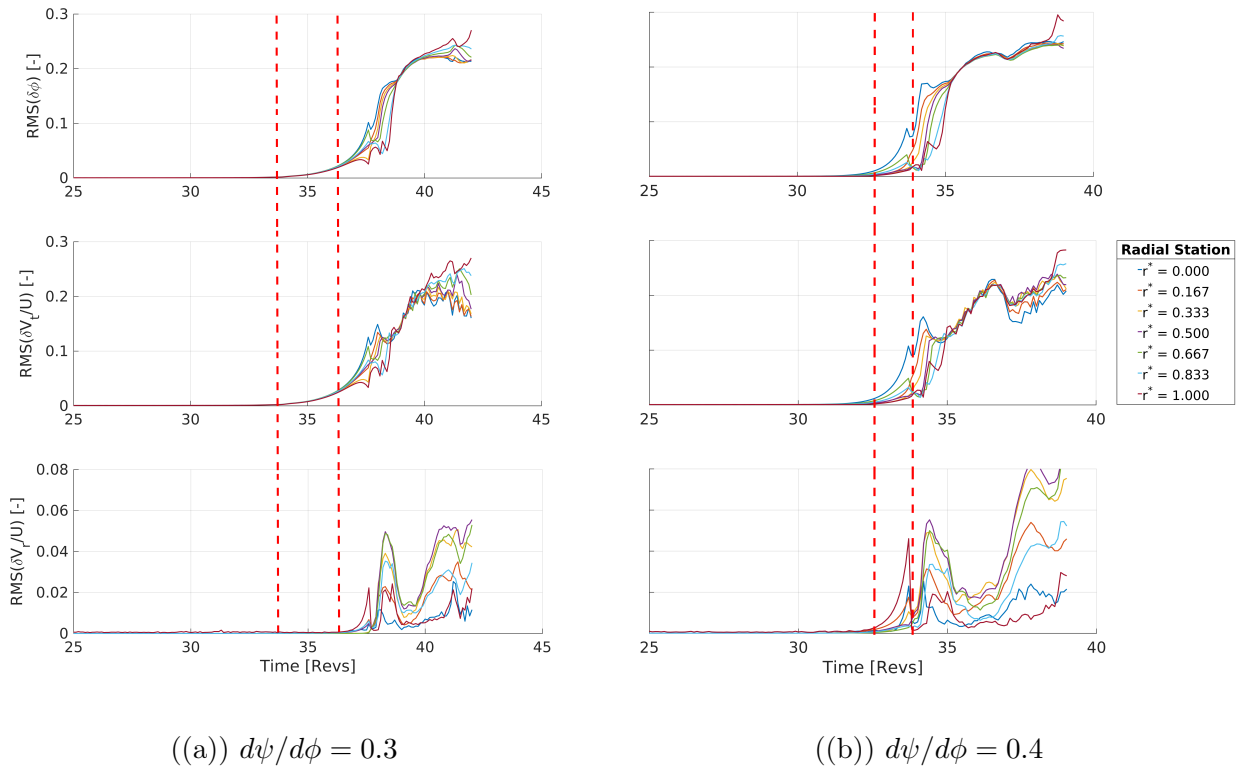 0.3
0.2
0.1
0
RMS(δϕ) [-]
25 30 35 40 45
25 30 35 40
0.3
0.2
0.1
0
RMS(δV_t/U) [-]
25 30 35 40 45
25 30 35 40
Radial Station
r* = 0.000
r* = 0.167
r* = 0.333
r* = 0.500
r* = 0.667
r* = 0.833
r* = 1.000
0.08
0.06
0.04
0.02
0
RMS(δV_r/U) [-]
25 30 35 40 45
Time [Revs]
25 30 35 40
Time [Revs]
((a)) dψ/dϕ = 0.3
((b)) dψ/dϕ = 0.4